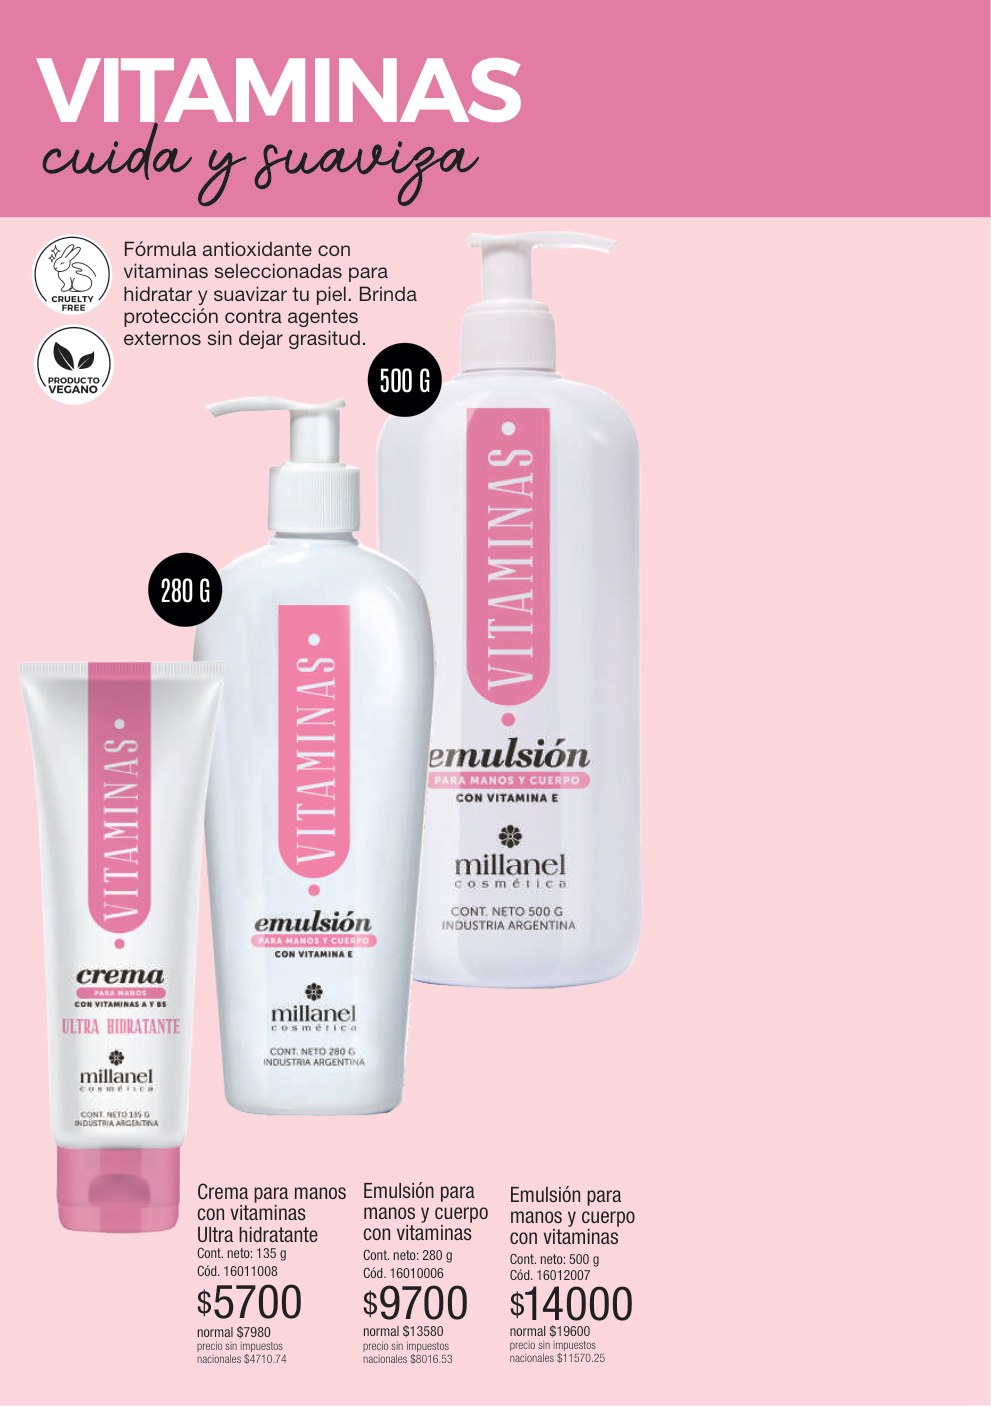 VITAMINAS
cuida y suaviza
CRUELTY
FREE
PRODUCTO
VEGANO
Fórmula antioxidante con
vitaminas seleccionadas para
hidratar y suavizar tu piel. Brinda
protección contra agentes
externos sin dejar grasitud.
500 G
280 G
VITAMINAS
emulsión
PARA MANOS Y CUERPO
CON VITAMINA E
millanel
cosmética
CONT. NETO 500 G
INDUSTRIA ARGENTINA
VITAMINAS
emulsión
PARA MANOS Y CUERPO
CON VITAMINA E
millanel
cosmética
CONT. NETO 280 G
INDUSTRIA ARGENTINA
VITAMINAS
crema
PARA MANOS
CON VITAMINAS A Y B5
ULTRA HIDRATANTE
millanel
cosmética
CONT. NETO 135 G
INDUSTRIA ARGENTINA
Crema para manos
con vitaminas
Ultra hidratante
Cont. neto: 135 g
Cód. 16011008
$5700
normal $7980
precio sin impuestos
nacionales $4710.74
Emulsión para
manos y cuerpo
con vitaminas
Cont. neto: 280 g
Cód. 16010006
$9700
normal $13580
precio sin impuestos
nacionales $8016.53
Emulsión para
manos y cuerpo
con vitaminas
Cont. neto: 500 g
Cód. 16012007
$14000
normal $19600
precio sin impuestos
nacionales $11570.25